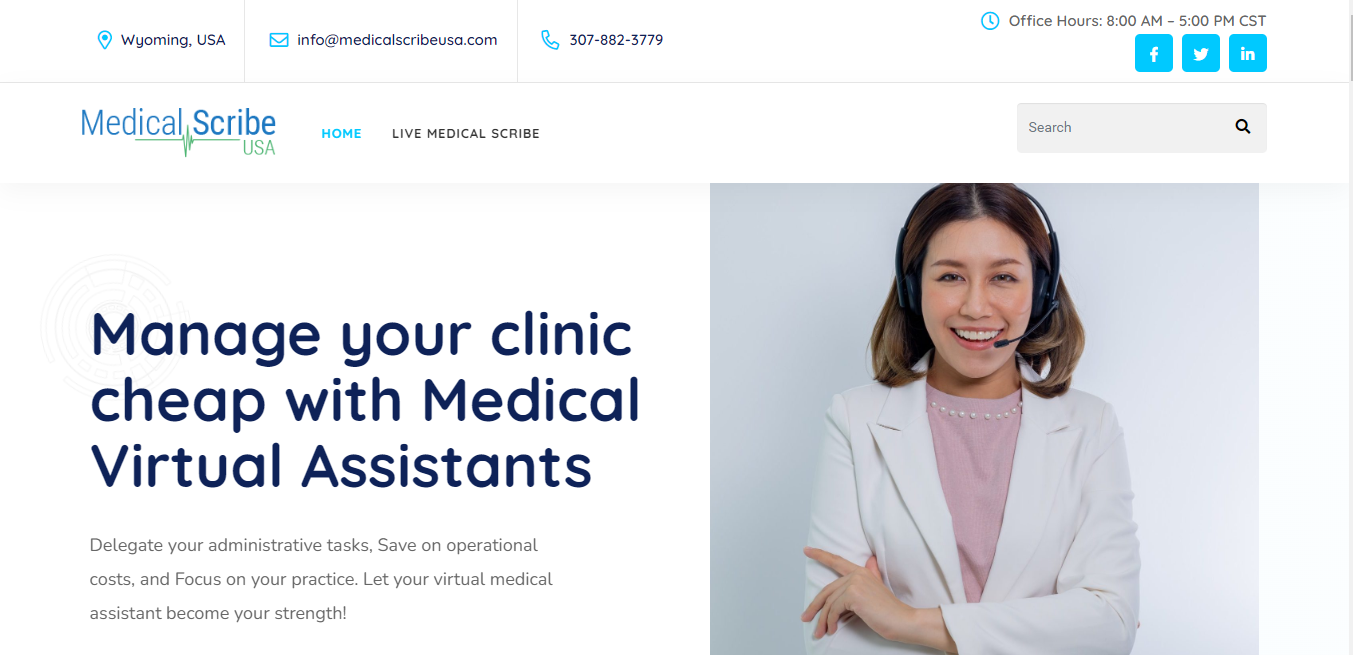 Wyoming, USA
info@medicalscribeusa.com
307-882-3779
Office Hours: 8:00 AM – 5:00 PM CST
Medical Scribe
USA
HOME
LIVE MEDICAL SCRIBE
Search
Manage your clinic
cheap with Medical
Virtual Assistants
Delegate your administrative tasks, Save on operational
costs, and Focus on your practice. Let your virtual medical
assistant become your strength!